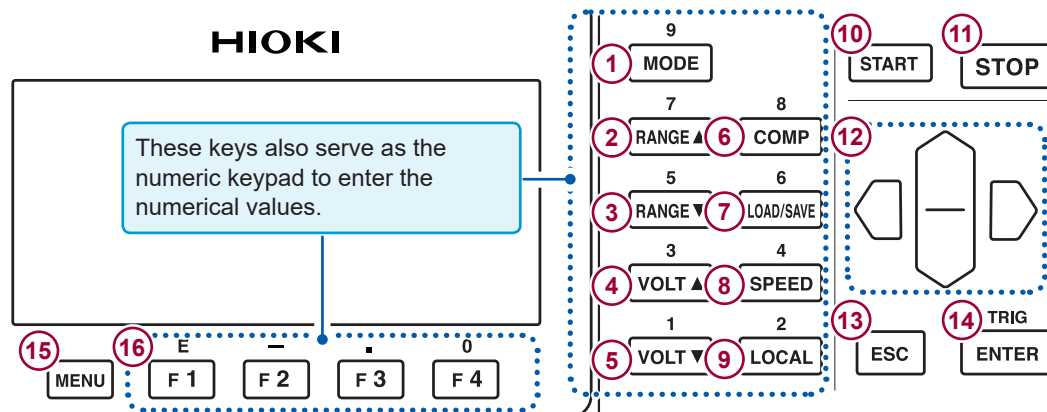 HIOKI
These keys also serve as the
numeric keypad to enter the
numerical values.
9
1 MODE
7 8
2 RANGE▲ 6 COMP
5 6
3 RANGE▼ 7 LOAD/SAVE
3 4
4 VOLT ▲ 8 SPEED
1 2
5 VOLT ▼ 9 LOCAL
10 11
START STOP
12
13 14 TRIG
ESC ENTER
15 16 E – . 0
MENU F 1 F 2 F 3 F 4